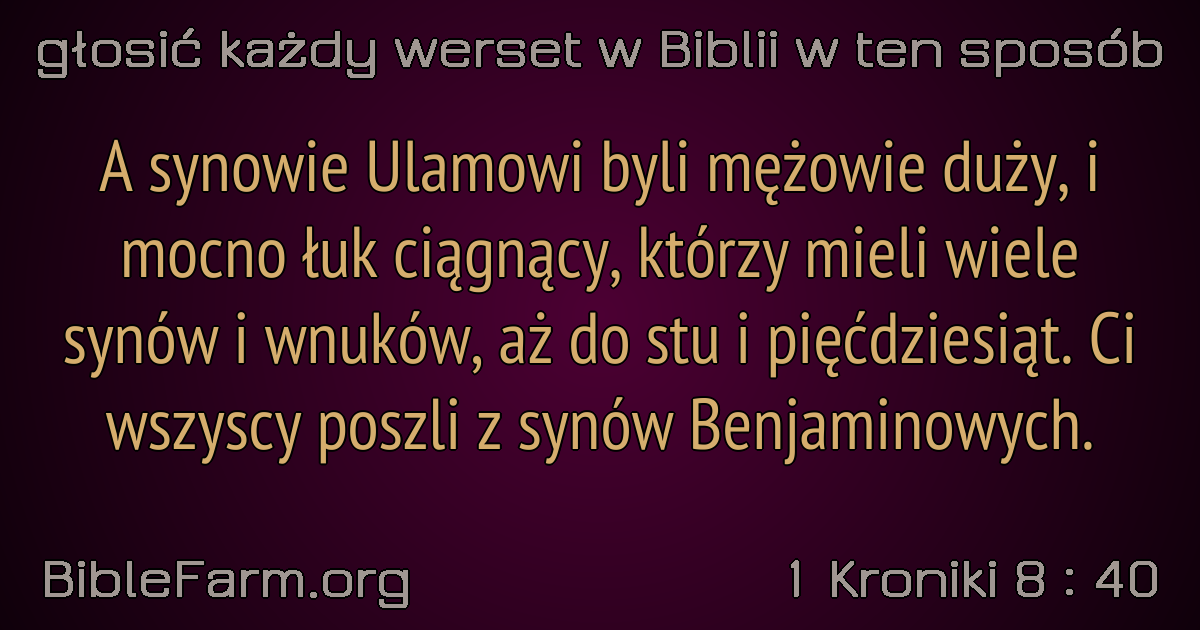 głosić każdy werset w Biblii w ten sposób
A synowie Ulamowi byli mężowie duży, i
mocno łuk ciągnący, którzy mieli wiele
synów i wnuków, aż do stu i pięćdziesiąt. Ci
wszyscy poszli z synów Benjaminowych.
BibleFarm.org
1 Kroniki 8 : 40